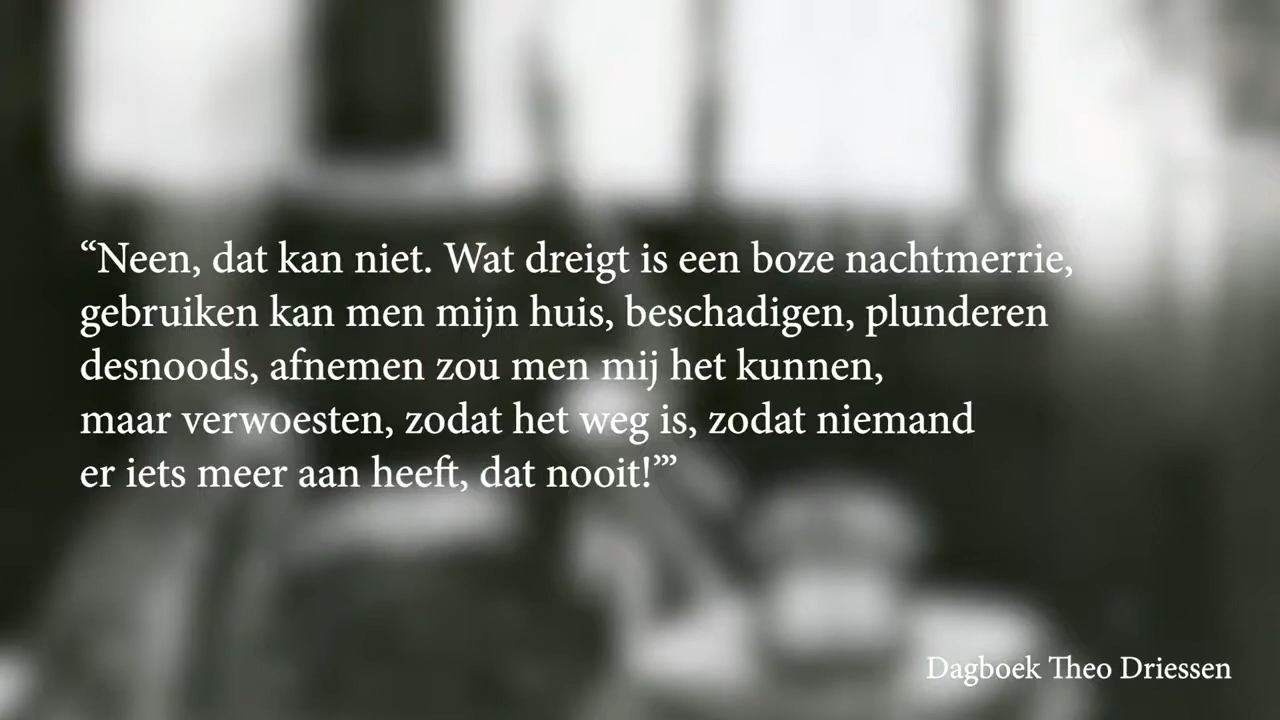 “Neen, dat kan niet. Wat dreigt is een boze nachtmerrie,
gebruiken kan men mijn huis, beschadigen, plunderen
desnoods, afnemen zou men mij het kunnen,
maar verwoesten, zodat het weg is, zodat niemand
er iets meer aan heeft, dat nooit!’”
Dagboek Theo Driessen